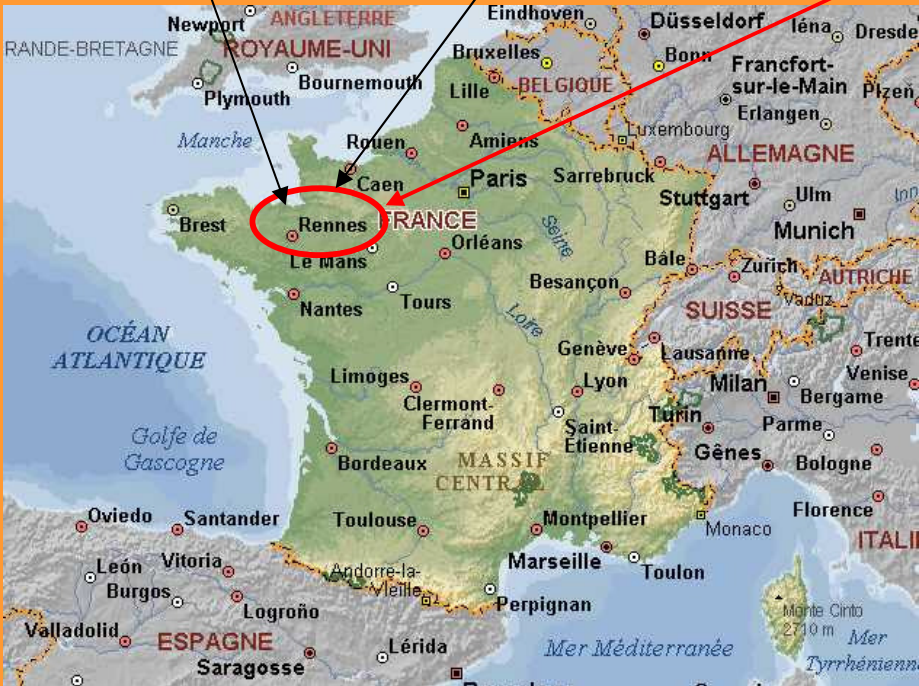 Newport
ANGLETERRE
Eindhoven
Düsseldorf
Iéna
Dresde
RANDE-BRETAGNE
ROYAUME-UNI
Bruxelles
Bonn
Francfort-
sur-le-Main
Plymouth
Bournemouth
Lille
BELGIQUE
Plzeň
Erlangen
Manche
Rouen
Amiens
Luxembourg
ALLEMAGNE
Caen
Paris
Sarrebruck
Stuttgart
Ulm
Inn
Brest
Rennes
FRANCE
Seine
Munich
Le Mans
Orléans
Bâle
Zurich
AUTRICHE
Nantes
Tours
Besançon
Vaduz
OCÉAN
ATLANTIQUE
Loire
SUISSE
Genève
Lausanne
Trente
Limoges
Clermont-
Ferrand
Lyon
Milan
Venise
Bergame
Golfe de
Gascogne
Saint-
Étienne
Turin
Parme
Bordeaux
MASSIF
CENTRAL
Gênes
Bologne
Oviedo
Santander
Toulouse
Montpellier
Monaco
Florence
ITALI
León
Vitoria
Marseille
Toulon
Burgos
Andorre-la-
Vieille
Logroño
Perpignan
Monte Cinto
2710 m
Valladolid
ESPAGNE
Lérida
Mer Méditerranée
Mer
Tyrrhénienn
Saragosse